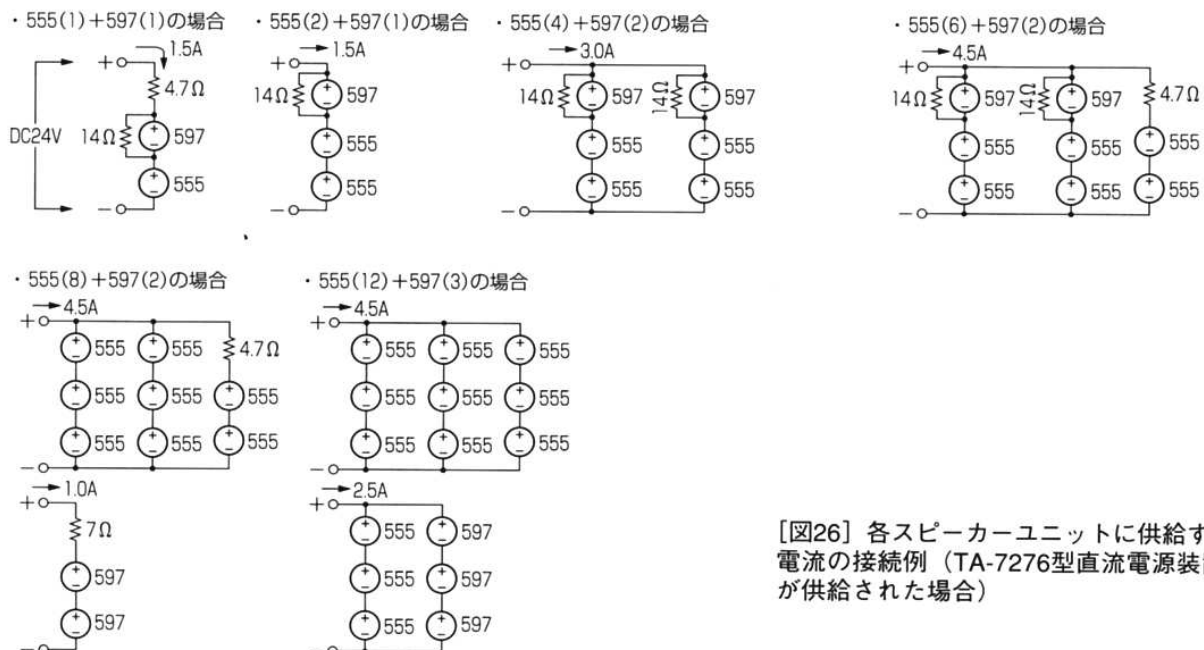 ・555(1)+597(1)の場合
1.5A
+
4.7Ω
DC24V
14Ω
597
555
−
・555(2)+597(1)の場合
1.5A
+
14Ω
597
555
555
−
・555(4)+597(2)の場合
3.0A
+
14Ω
597
14Ω
597
555
555
555
555
−
・555(6)+597(2)の場合
4.5A
+
14Ω
597
14Ω
597
4.7Ω
555
555
555
555
555
555
−
・555(8)+597(2)の場合
4.5A
+
555
555
4.7Ω
555
555
555
555
555
555
−
1.0A
+
7Ω
597
597
−
・555(12)+597(3)の場合
4.5A
+
555
555
555
555
555
555
555
555
555
−
2.5A
+
555
597
555
597
555
597
−
[図26] 各スピーカーユニットに供給す
電流の接続例(TA-7276型直流電源装
が供給された場合)